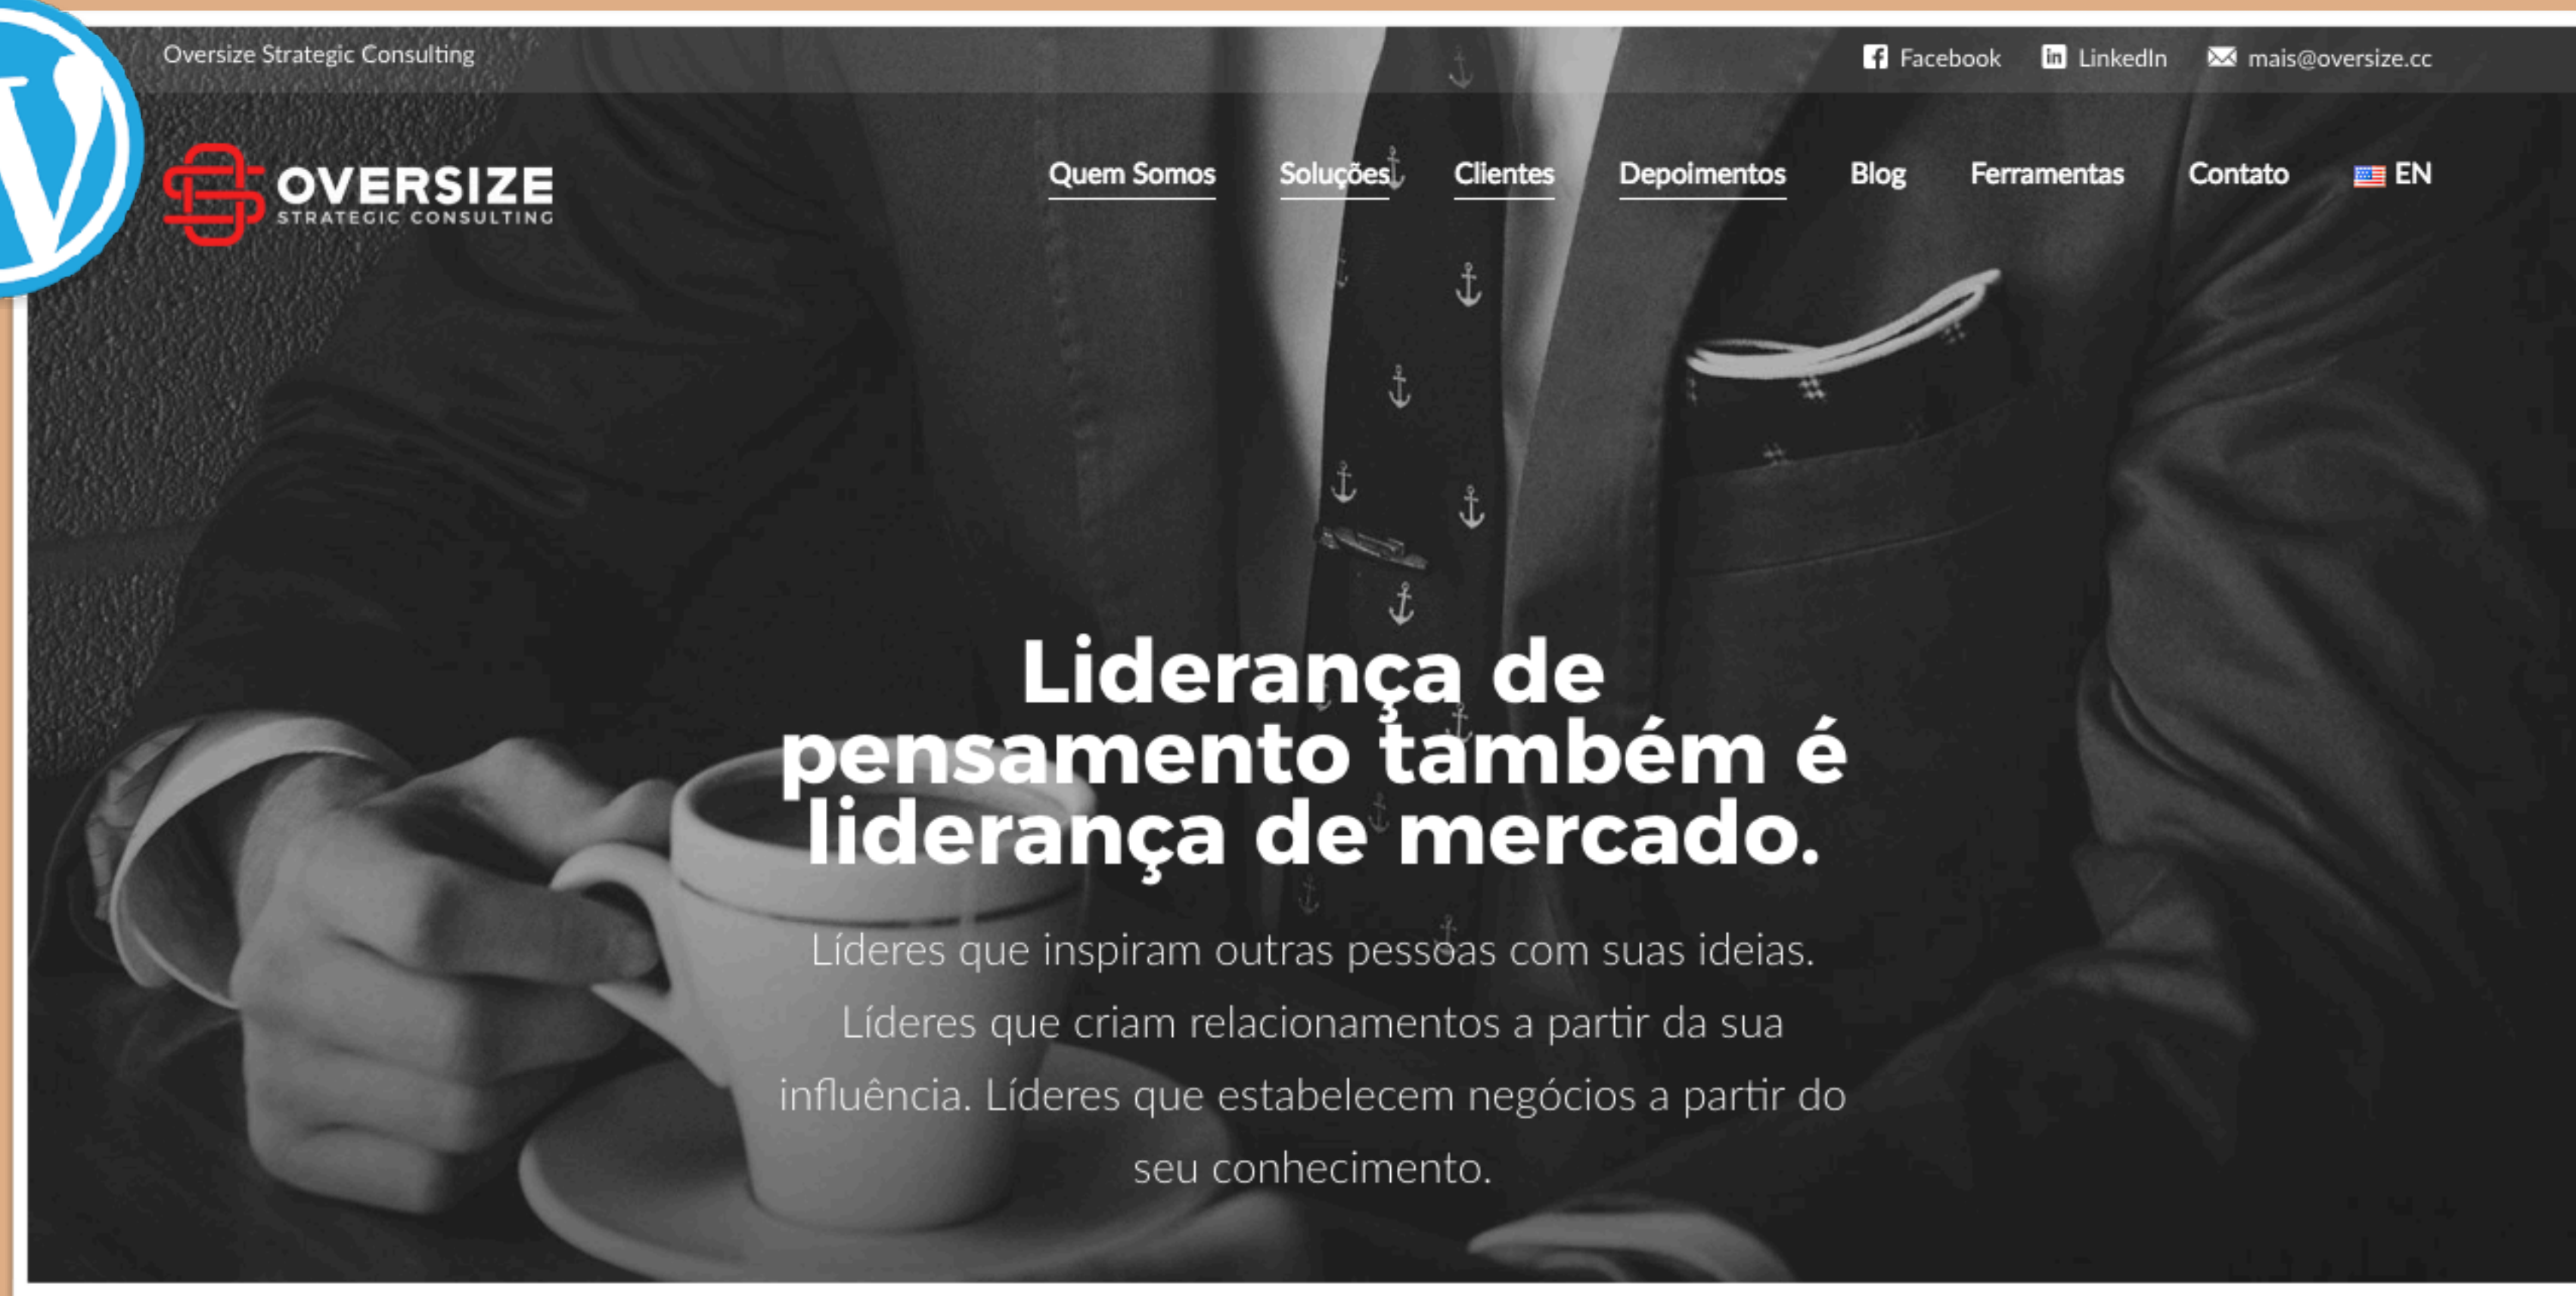 Oversize Strategic Consulting
Facebook
LinkedIn
mais@oversize.cc
OVERSIZE
STRATEGIC CONSULTING
Quem Somos
Soluções
Clientes
Depoimentos
Blog
Ferramentas
Contato
EN
Liderança de
pensamento também é
liderança de mercado.
Líderes que inspiram outras pessoas com suas ideias.
Líderes que criam relacionamentos a partir da sua
influência. Líderes que estabelecem negócios a partir do
seu conhecimento.